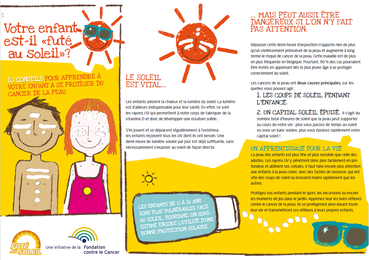 Votre enfant
est-il «futé
au Soleil»?
10 CONSEILS POUR APPRENDRE À
VOTRE ENFANT À SE PROTÉGER DU
CANCER DE LA PEAU
FUTÉ
AU SOLEIL
Une initiative de la
Fondation
contre le Cancer
LE SOLEIL
EST VITAL...
Les enfants adorent la chaleur et la lumière du soleil. La lumière
est d'ailleurs indispensable pour leur santé. En effet, ce sont
les rayons UV qui permettent à notre corps de fabriquer de la
vitamine D et donc, de développer une ossature solide.
S'ils jouent et se déplacent régulièrement à l'extérieur,
les enfants reçoivent tous les UV dont ils ont besoin. Une
demi-heure de lumière solaire par jour est déjà suffisante, sans
nécessairement s'exposer au soleil de façon directe.
LES ENFANTS DE 0 À 18 ANS
SONT PLUS VULNÉRABLES FACE
AU SOLEIL. POURTANT, ON SOUS-
ESTIME ENCORE L'UTILITÉ D'UNE
BONNE PROTECTION SOLAIRE.
... MAIS PEUT AUSSI ÊTRE
DANGEREUX SI L'ON N'Y FAIT
PAS ATTENTION.
Dépasser cette demi-heure d'exposition n'apporte rien de plus
qu'un vieillissement prématuré de la peau et augmente à long
terme le risque de cancer de la peau. Cette maladie est de plus
en plus fréquente en Belgique. Pourtant, 90 % des cas pourraient
être évités en apprenant dès le plus jeune âge à se protéger
correctement du soleil.
Les cancers de la peau ont deux causes principales, sur les-
quelles vous pouvez agir :
1. LES COUPS DE SOLEIL PENDANT
L'ENFANCE.
2. UN CAPITAL SOLEIL ÉPUISÉ.
Il s'agit du
nombre total d'heures de soleil que la peau peut supporter
au cours de votre vie : plus vous passez de temps au soleil
ou sous un banc solaire, plus vous épuisez rapidement votre
capital soleil !
UN APPRENTISSAGE POUR LA VIE
La peau des enfants est plus fine et plus sensible que celle des
adultes. Les rayons UV y pénètrent donc plus facilement en pro-
fondeur et abîment ses cellules. Il faut faire encore plus attention
aux enfants à la peau claire, avec des taches de rousseur, qui ont
vite des coups de soleil ou bronzent moins rapidement que les
autres.
Protégez vos enfants pendant le sport, les excursions ou encore
les moments de jeu dans le jardin. Apprenez-leur les bons réflexes
contre le cancer de la peau. Ils se protégeront ainsi durant toute
leur vie et transmettront ces réflexes à leurs propres enfants.